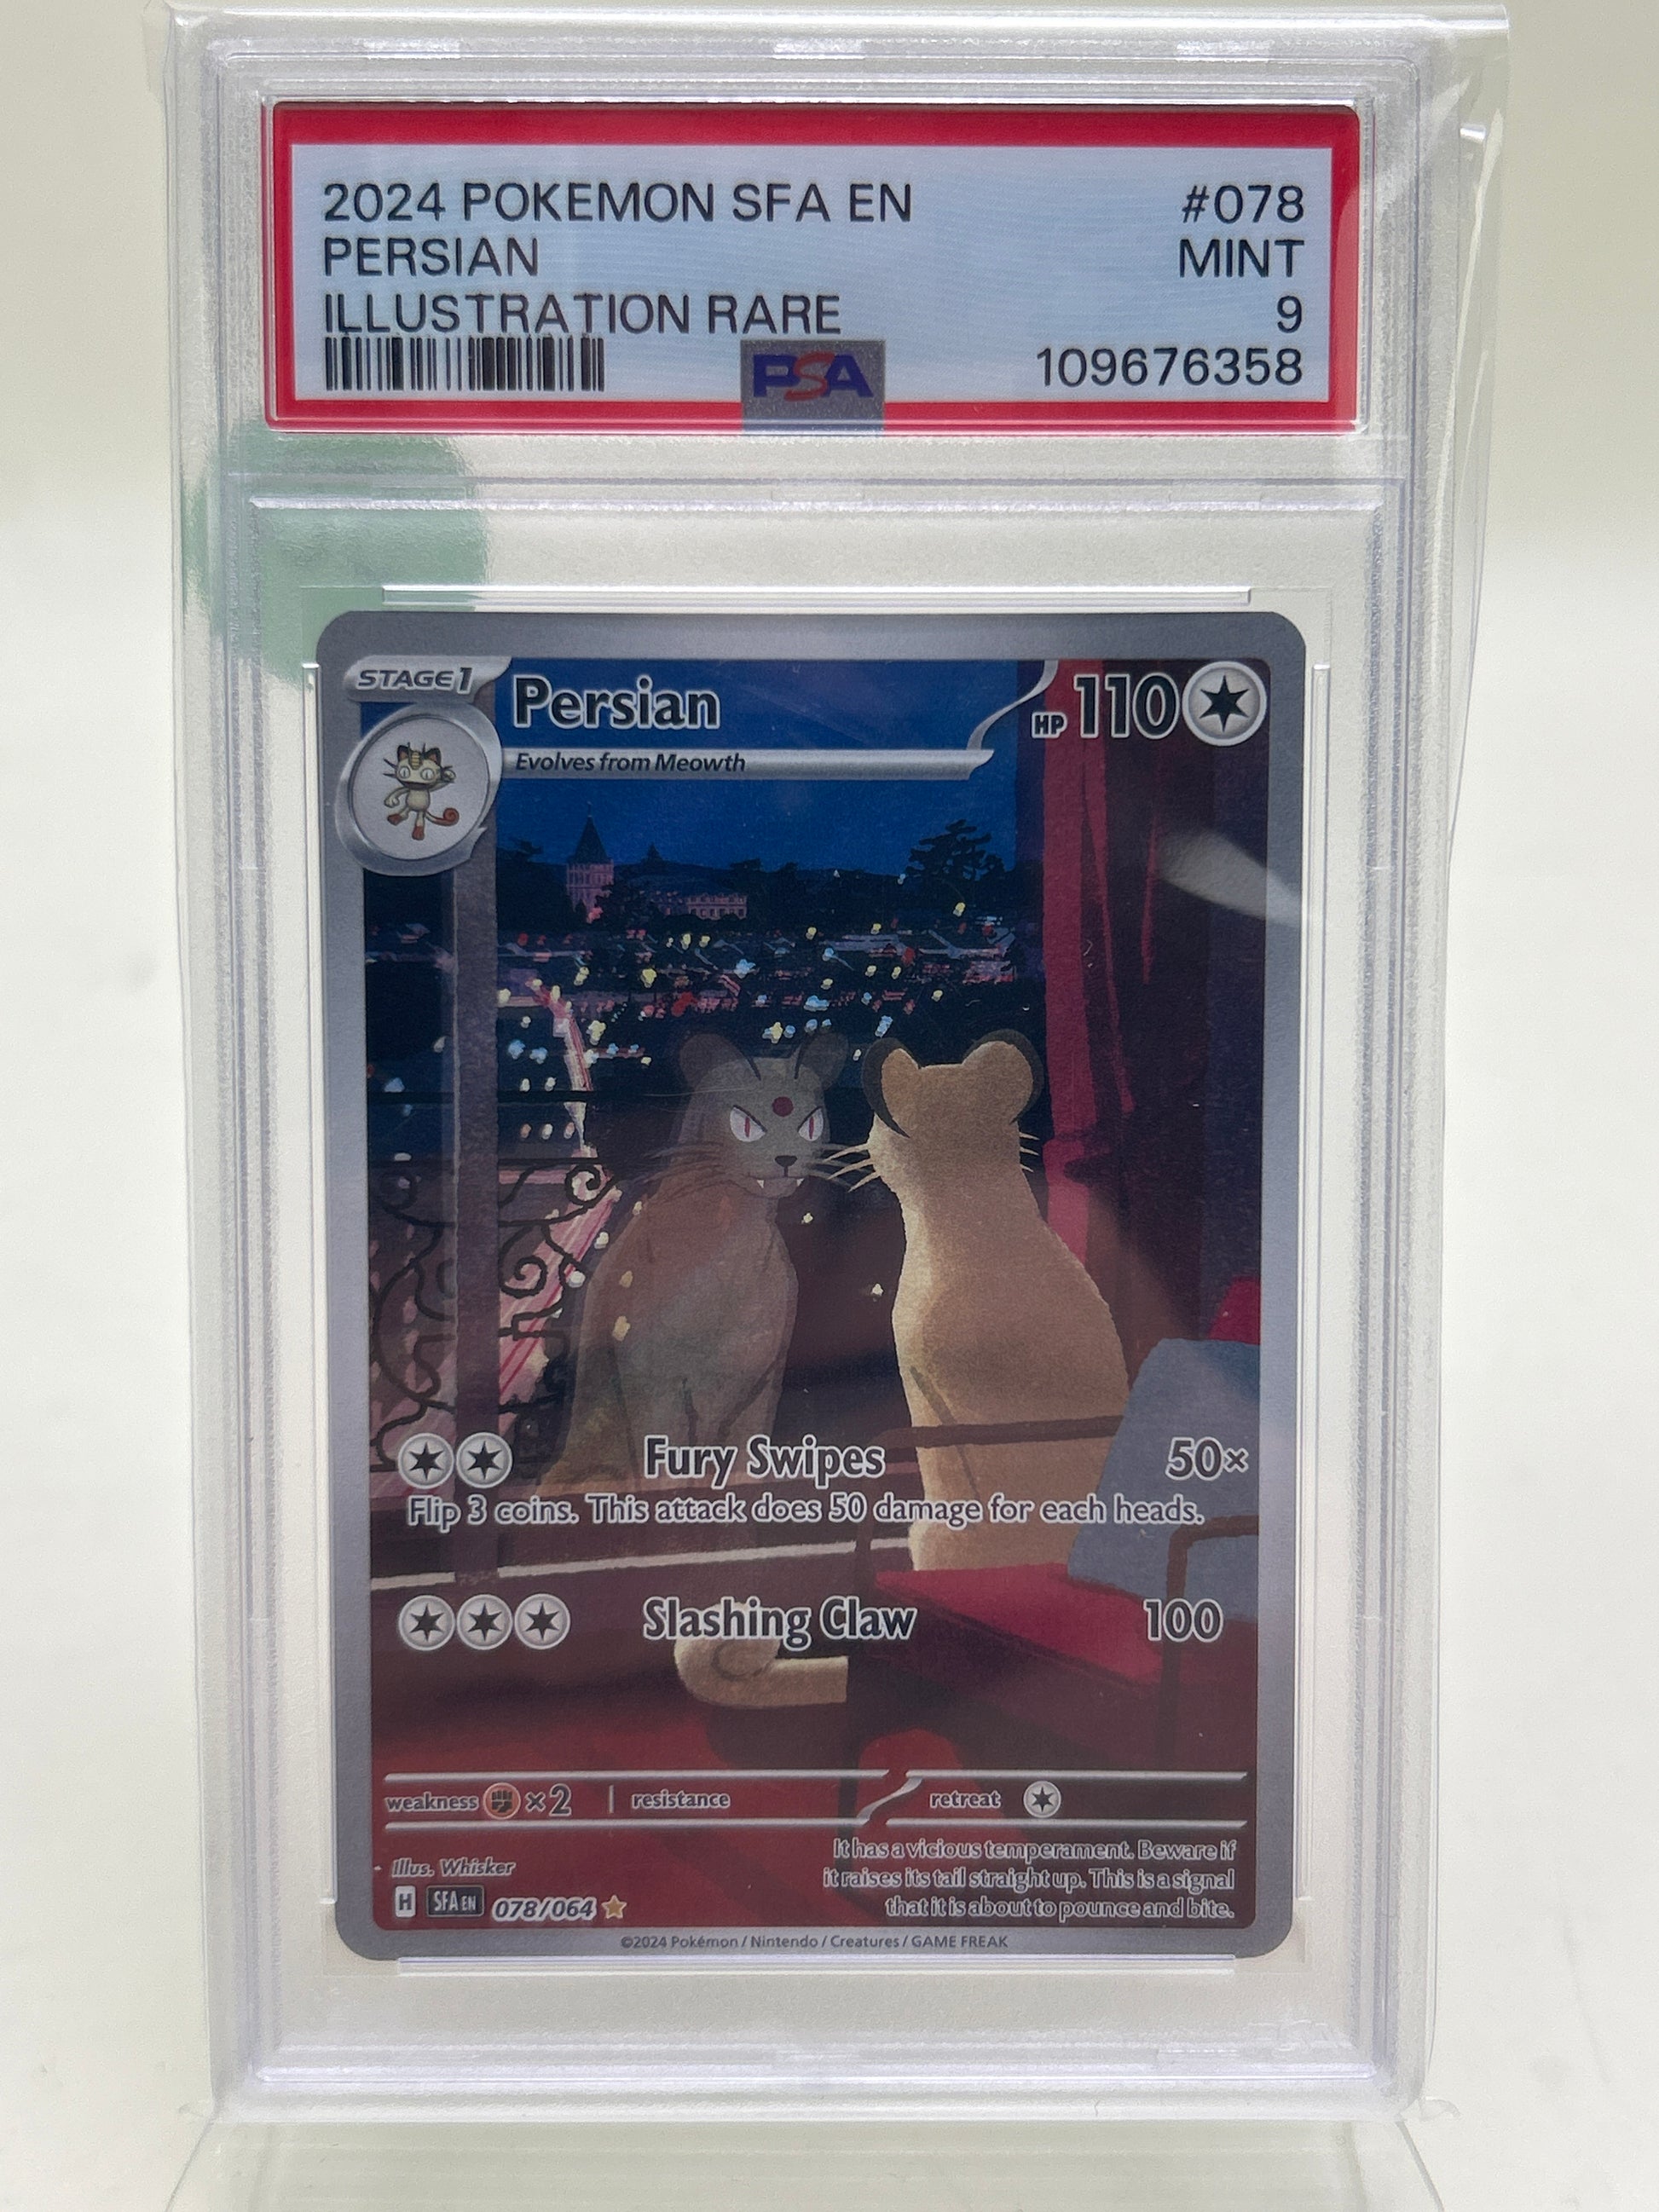 2024 POKEMON SFA EN #078
PERSIAN MINT
ILLUSTRATION RARE 9
PSA 109676358
STAGE 1 Persian HP 110
Evolves from Meowth
Fury Swipes 50×
Flip 3 coins. This attack does 50 damage for each heads.
Slashing Claw 100
weakness ×2 resistance retreat
It has a vicious temperament. Beware if
it raises its tail straight up. This is a signal
that it is about to pounce and bite.
Illus. Whisker
H SFA EN 078/064
©2024 Pokémon / Nintendo / Creatures / GAME FREAK